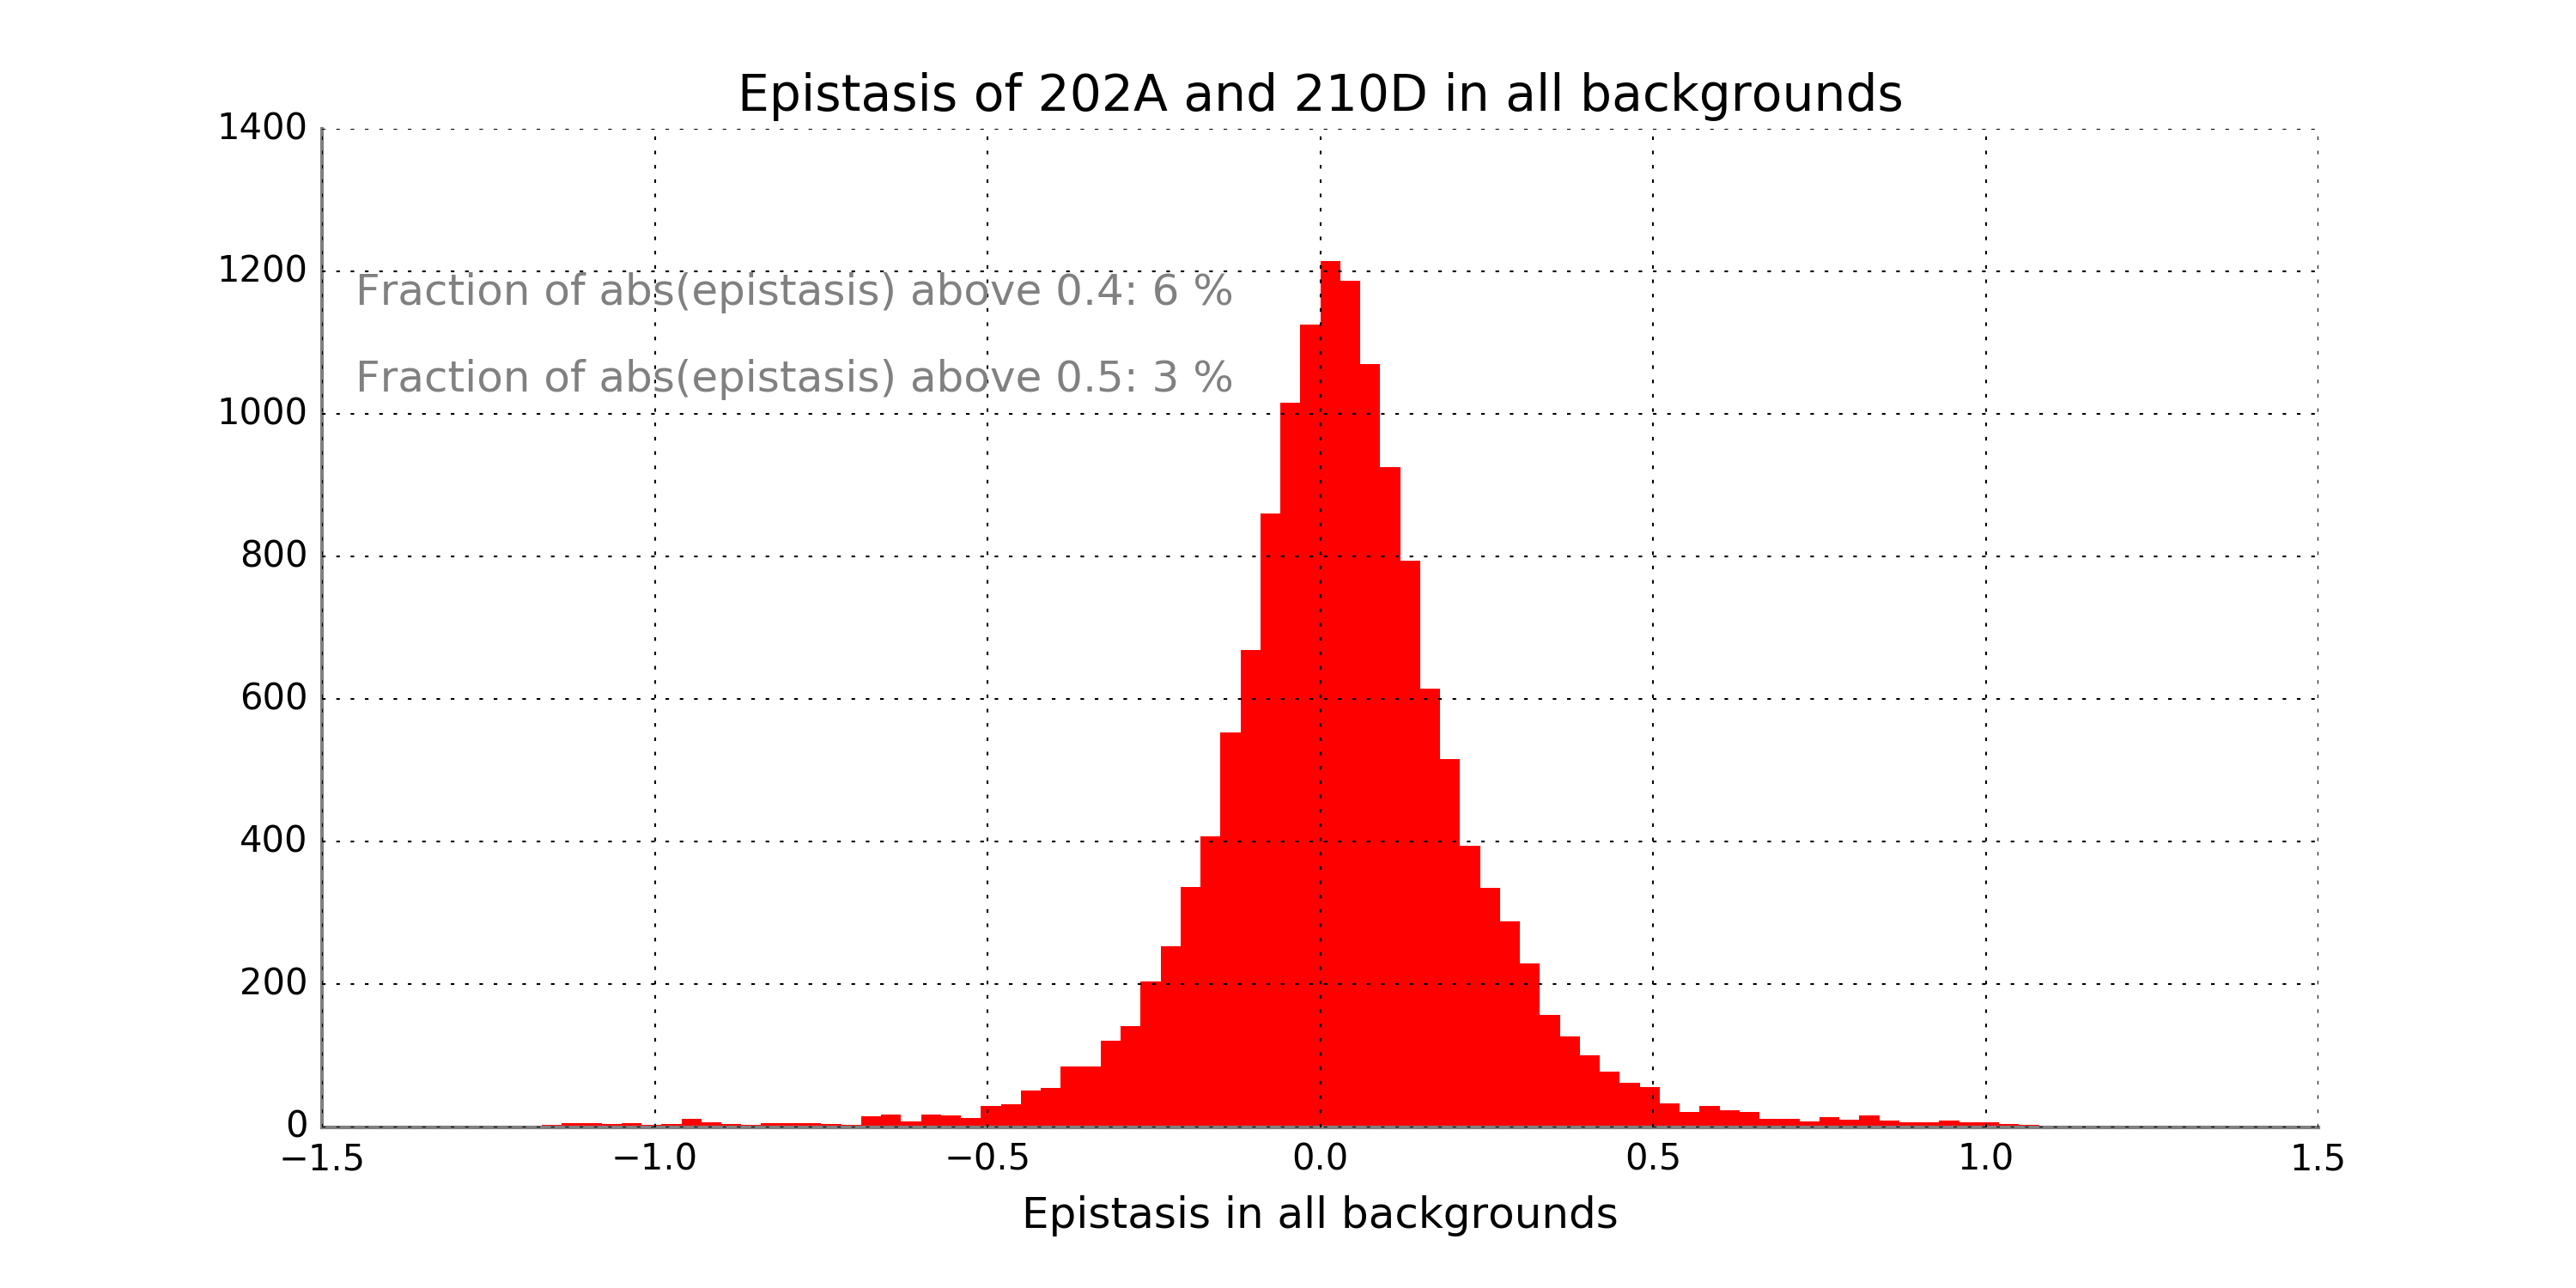 Epistasis of 202A and 210D in all backgrounds
1400
1200
Fraction of abs(epistasis) above 0.4: 6 %
Fraction of abs(epistasis) above 0.5: 3 %
1000
800
600
400
200
0
−1.5 −1.0 −0.5 0.0 0.5 1.0 1.5
Epistasis in all backgrounds